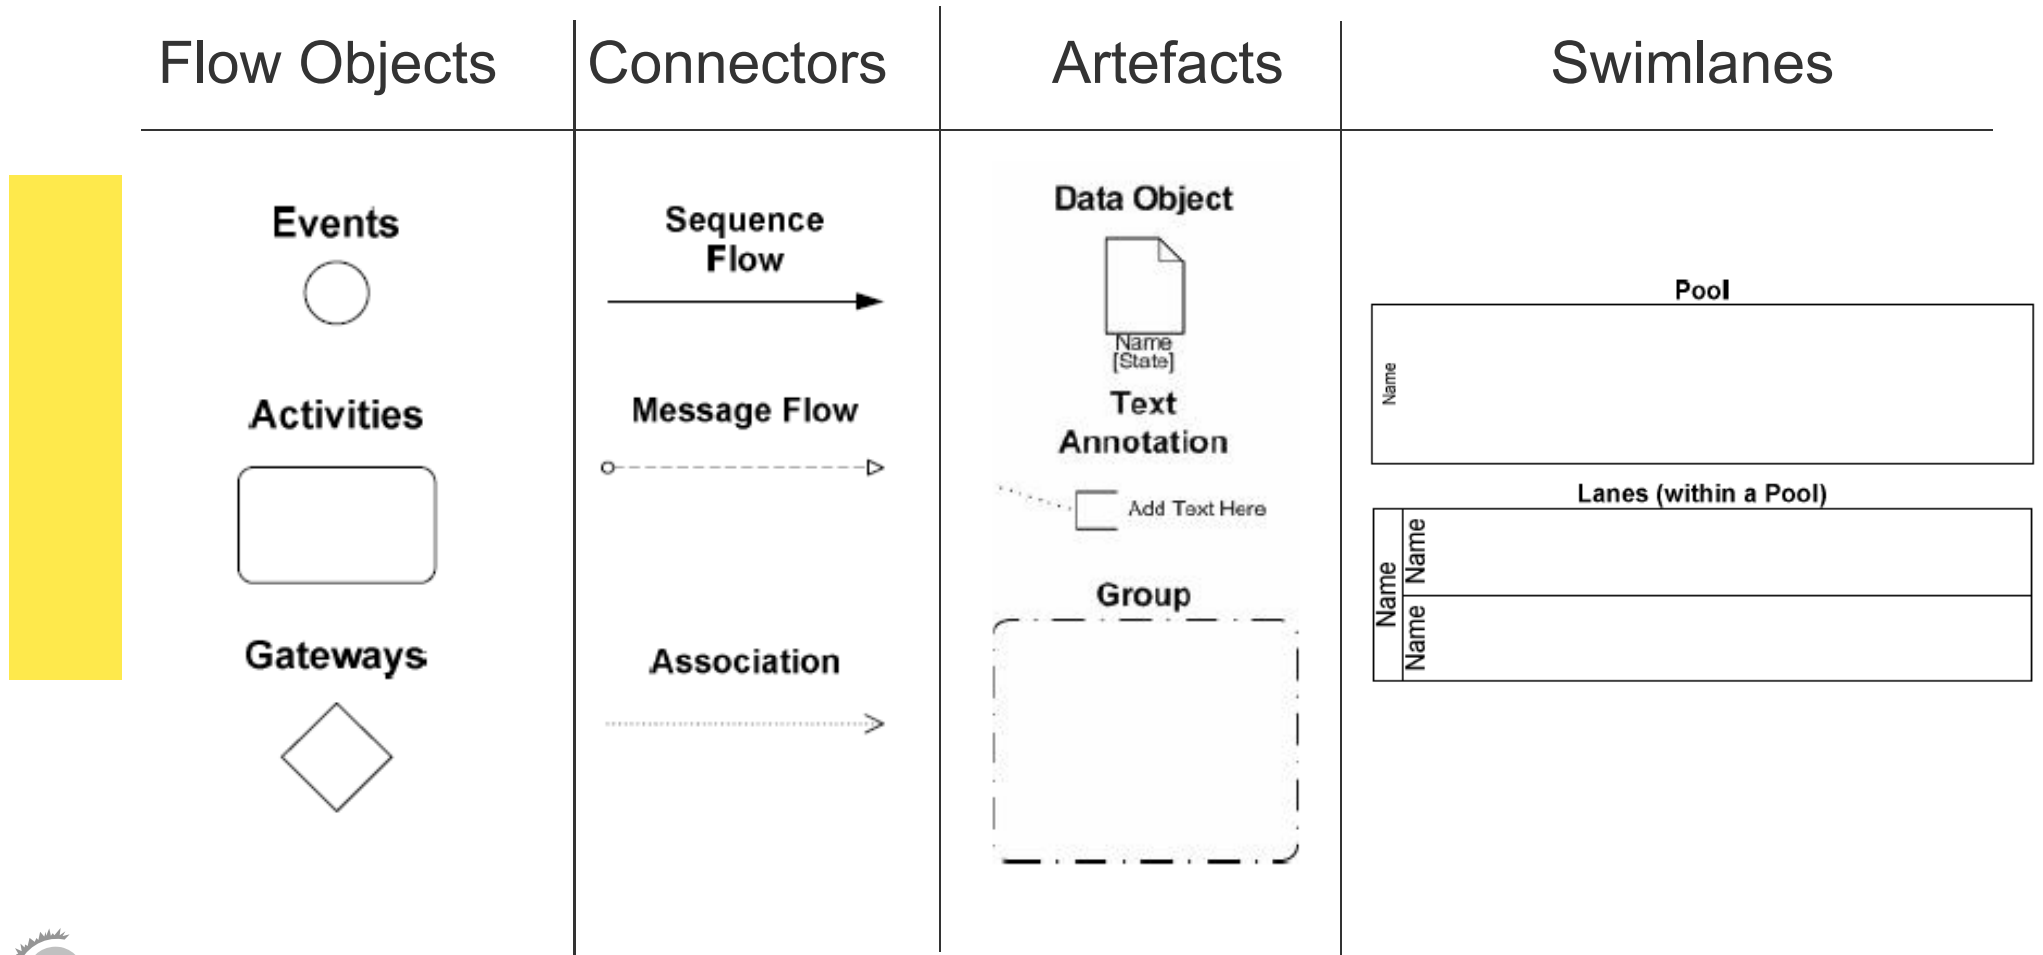 Flow Objects
Connectors
Artefacts
Swimlanes
Events
Activities
Gateways
Sequence
Flow
Message Flow
Association
Data Object
Name
[State]
Text
Annotation
Add Text Here
Group
Pool
Name
Lanes (within a Pool)
Name
Name
Name